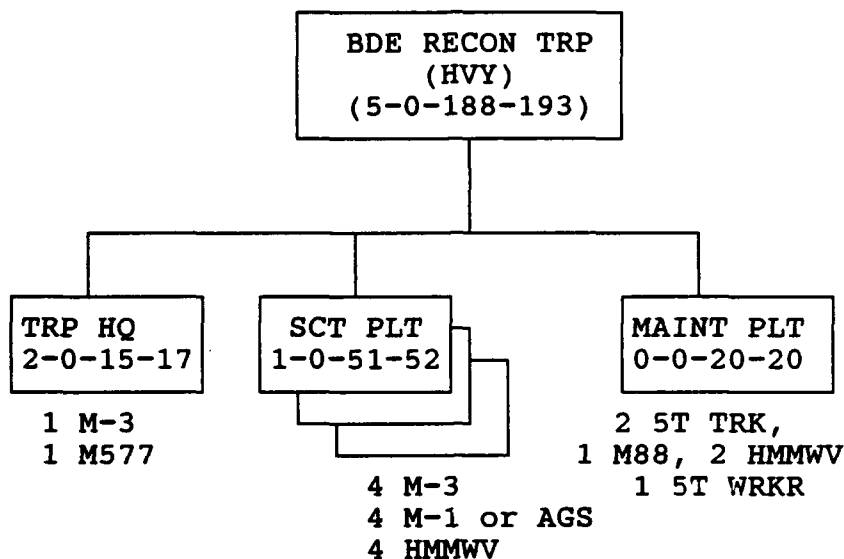 BDE RECON TRP
(HVY)
(5-0-188-193)
TRP HQ
2-0-15-17
1 M-3
1 M577
SCT PLT
1-0-51-52
4 M-3
4 M-1 or AGS
4 HMMWV
MAINT PLT
0-0-20-20
2 5T TRK,
1 M88, 2 HMMWV
1 5T WRKR